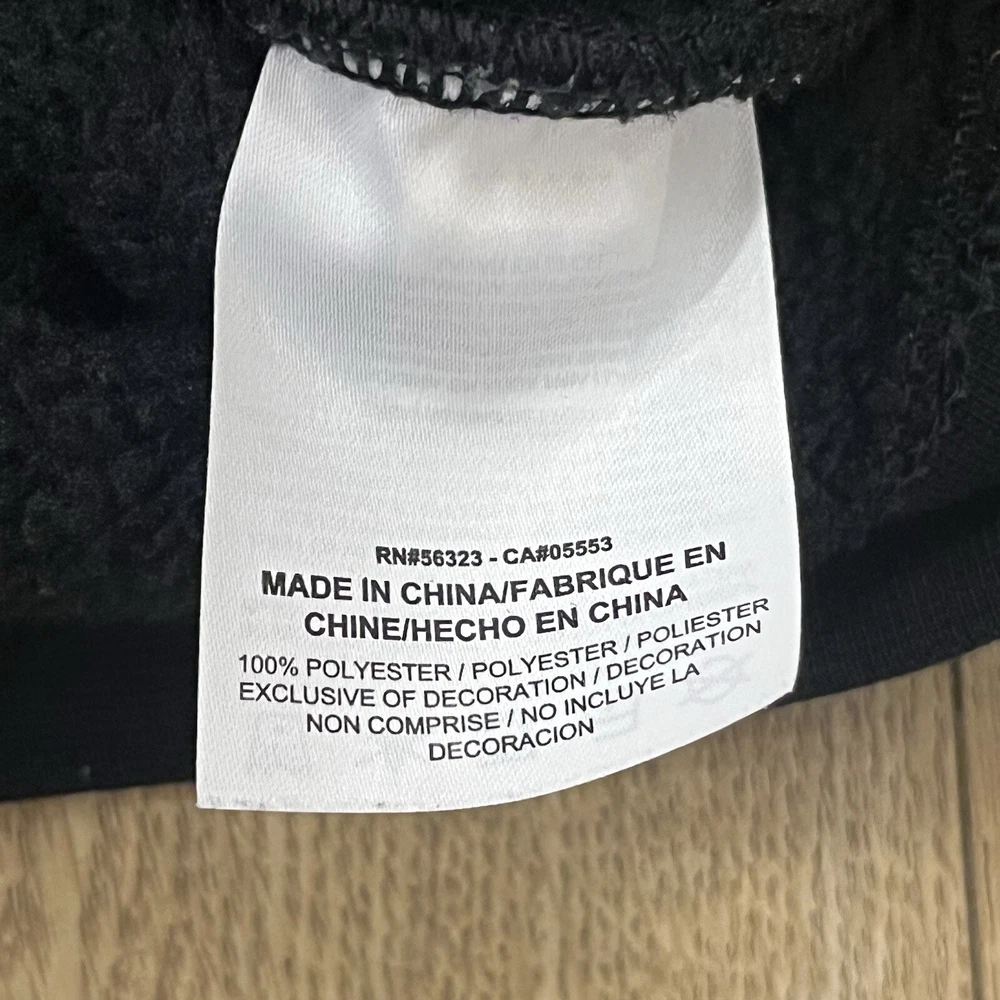 RN#56323 - CA#05553
MADE IN CHINA/FABRIQUE EN
CHINE/HECHO EN CHINA
100% POLYESTER / POLYESTER / POLIESTER
EXCLUSIVE OF DECORATION / DECORATION
NON COMPRISE / NO INCLUYE LA
DECORACION